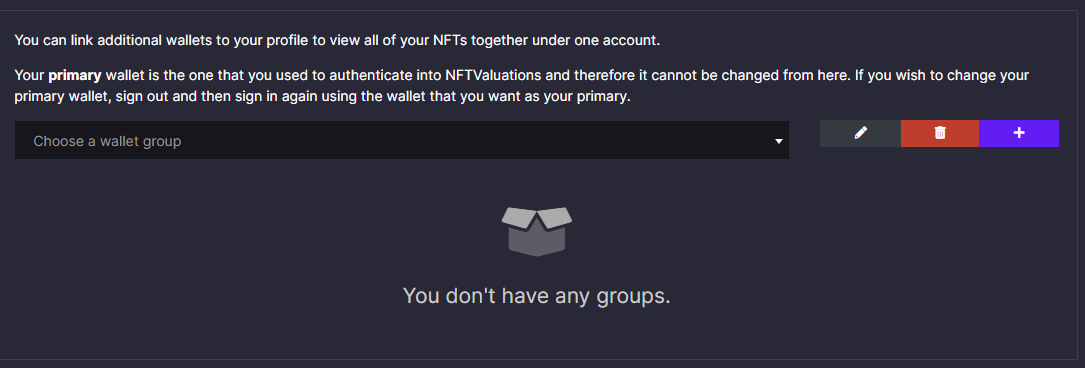 You can link additional wallets to your profile to view all of your NFTs together under one account.
Your primary wallet is the one that you used to authenticate into NFTValuations and therefore it cannot be changed from here. If you wish to change your
primary wallet, sign out and then sign in again using the wallet that you want as your primary.
Choose a wallet group
You don't have any groups.